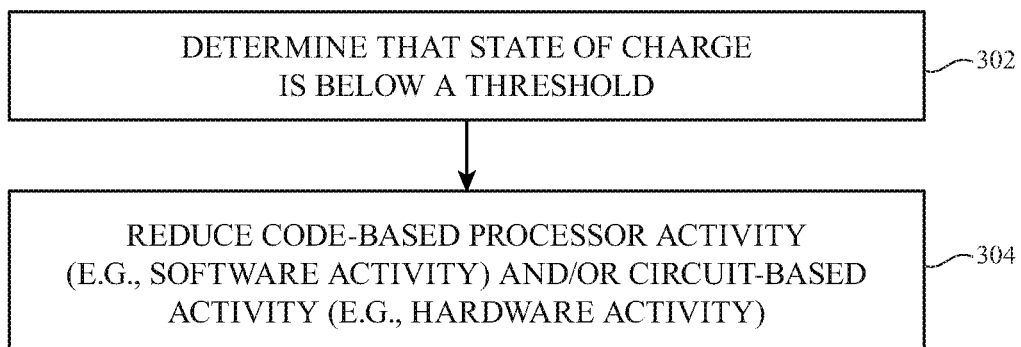 DETERMINE THAT STATE OF CHARGE
IS BELOW A THRESHOLD
302
REDUCE CODE-BASED PROCESSOR ACTIVITY
(E.G., SOFTWARE ACTIVITY) AND/OR CIRCUIT-BASED
ACTIVITY (E.G., HARDWARE ACTIVITY)
304